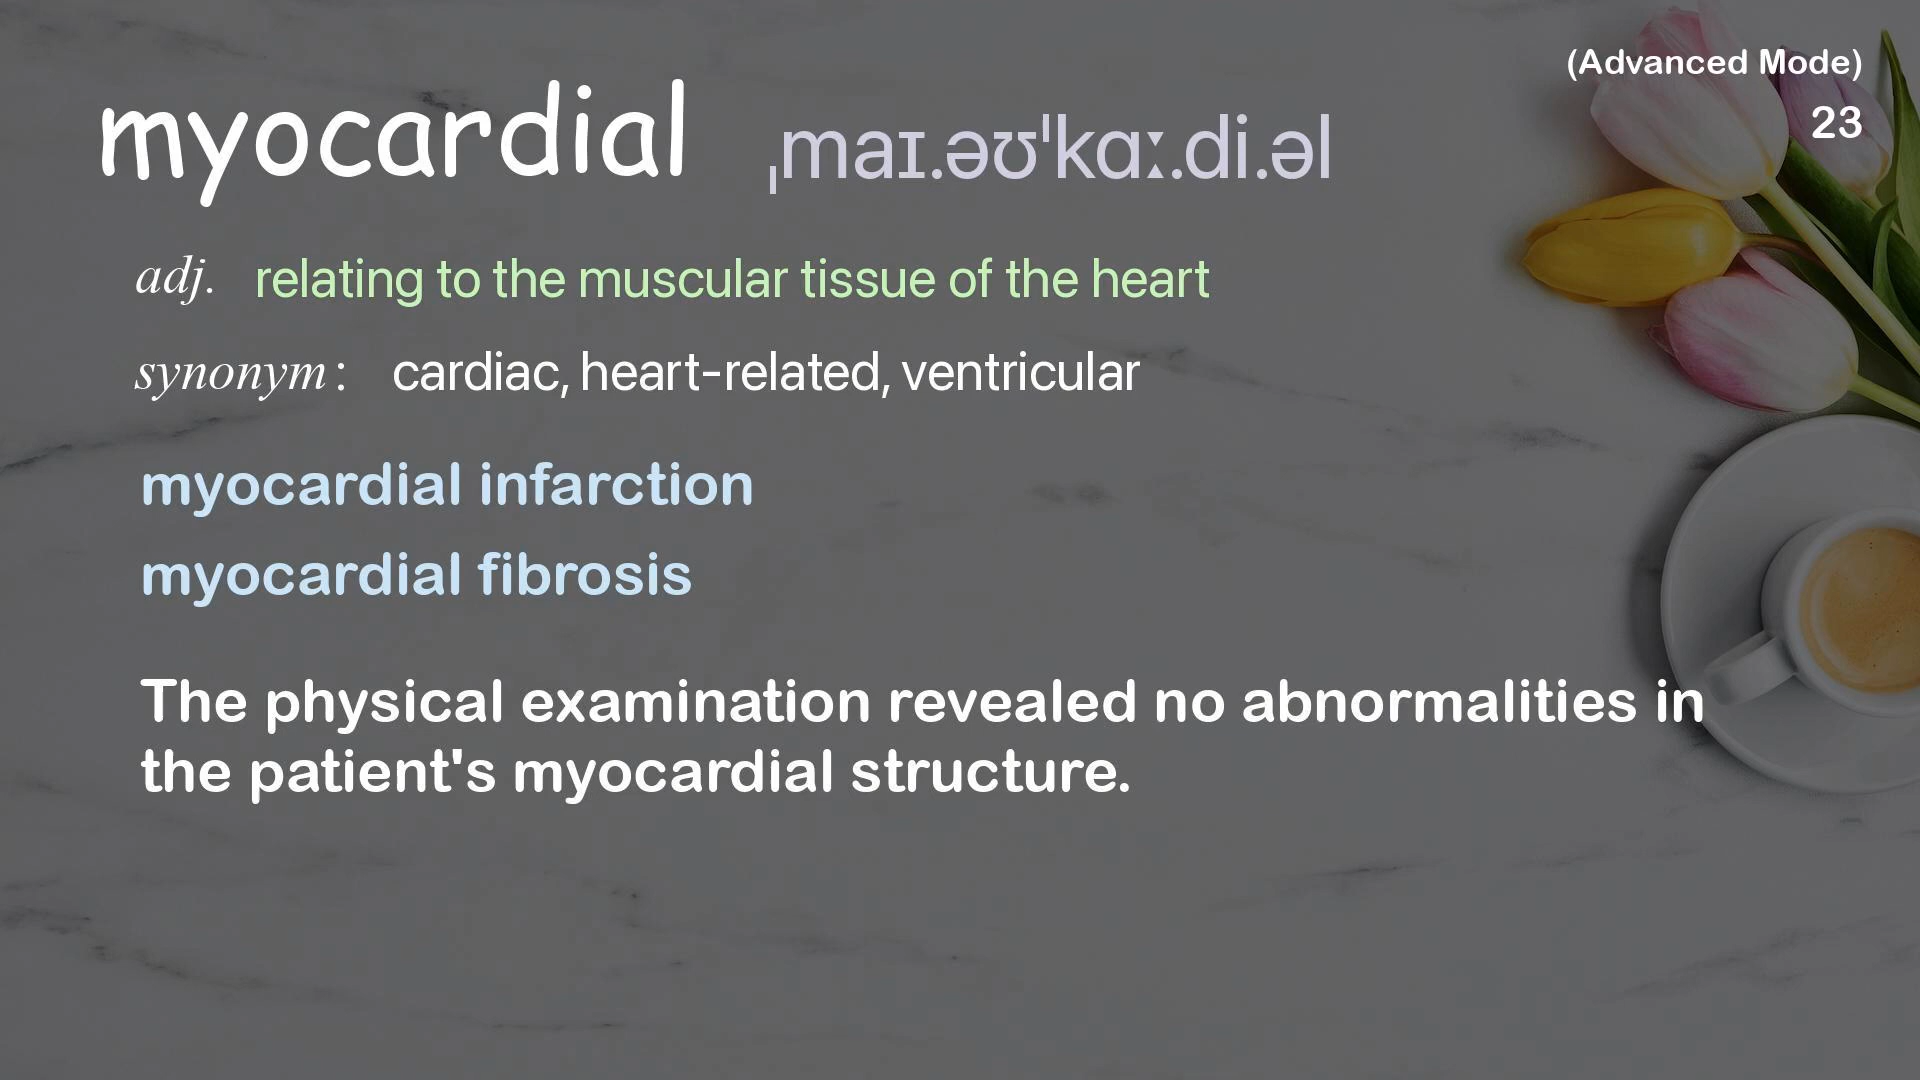 (Advanced Mode)
23
myocardial ˌmaɪ.əʊˈkɑː.di.əl
adj. relating to the muscular tissue of the heart
synonym : cardiac, heart-related, ventricular
myocardial infarction
myocardial fibrosis
The physical examination revealed no abnormalities in
the patient's myocardial structure.